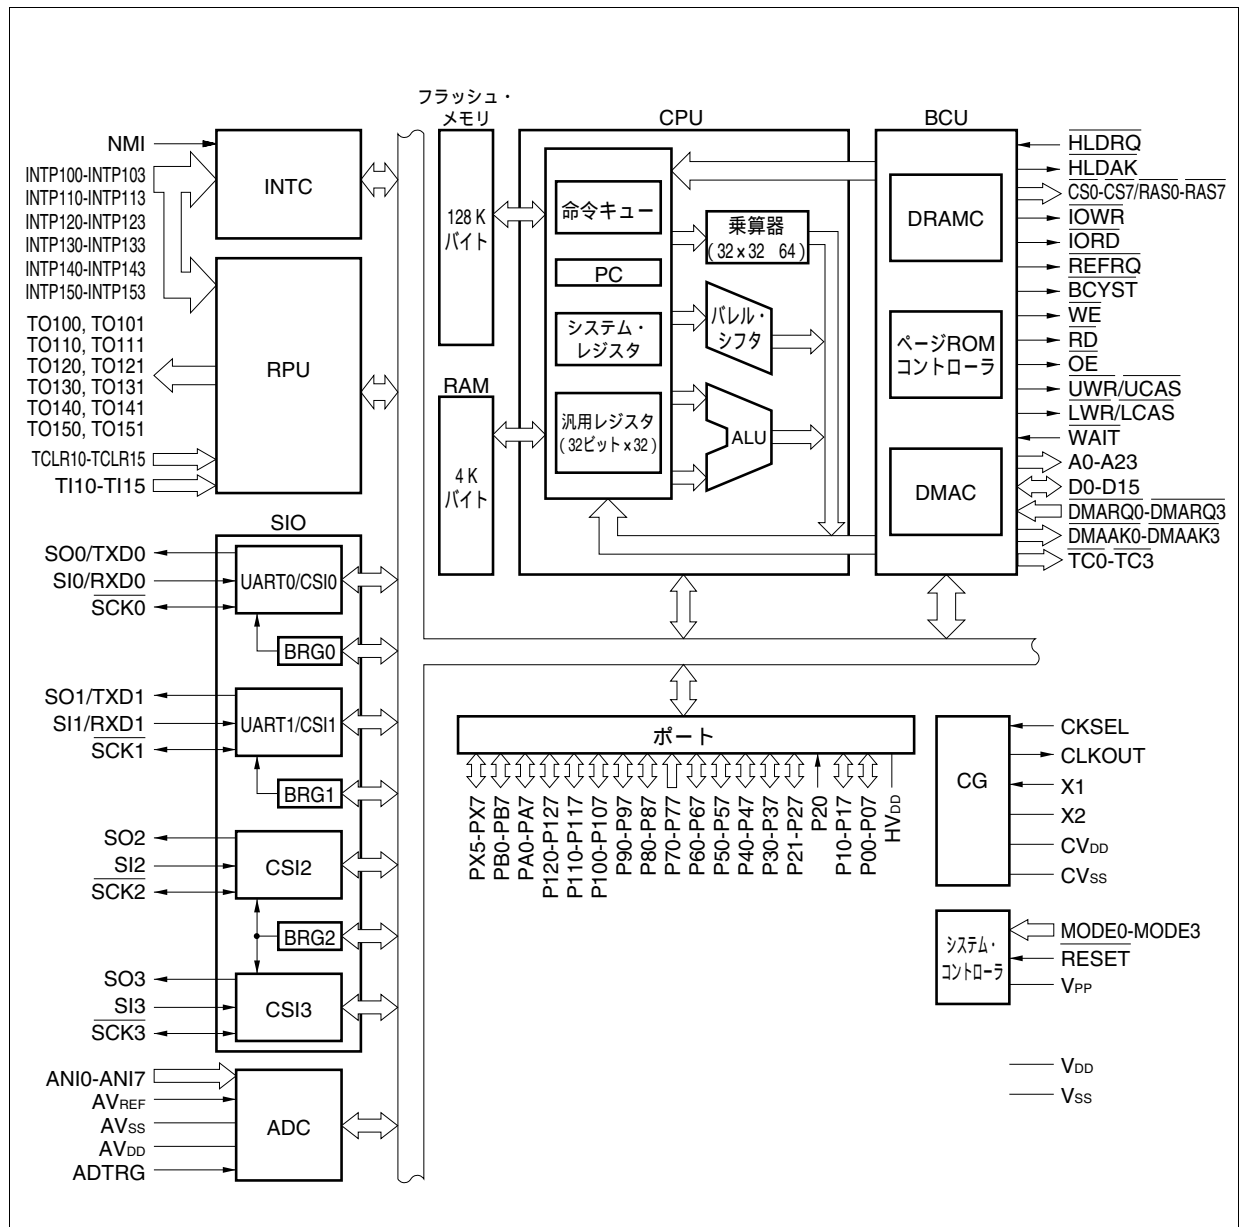 フラッシュ・
メモリ
CPU
BCU
NMI
INTP100-INTP103
INTP110-INTP113
INTP120-INTP123
INTP130-INTP133
INTP140-INTP143
INTP150-INTP153
TO100, TO101
TO110, TO111
TO120, TO121
TO130, TO131
TO140, TO141
TO150, TO151
TCLR10-TCLR15
TI10-TI15
INTC
RPU
128 K
バイト
RAM
4 K
バイト
命令キュー
PC
システム・
レジスタ
汎用レジスタ
(32ビット×32)
乗算器
(32×32 64)
バレル・
シフタ
ALU
DRAMC
ページROM
コントローラ
DMAC
HLDRQ
HLDAK
CS0-CS7/RAS0-RAS7
IOWR
IORD
REFRQ
BCYST
WE
RD
OE
UWR/UCAS
LWR/LCAS
WAIT
A0-A23
D0-D15
DMARQ0-DMARQ3
DMAAK0-DMAAK3
TC0-TC3
SIO
SO0/TXD0
SI0/RXD0
SCK0
UART0/CSI0
BRG0
SO1/TXD1
SI1/RXD1
SCK1
UART1/CSI1
BRG1
SO2
SI2
SCK2
CSI2
BRG2
SO3
SI3
SCK3
CSI3
ANI0-ANI7
AVREF
AVSS
AVDD
ADTRG
ADC
ポート
PX5-PX7
PB0-PB7
PA0-PA7
P120-P127
P110-P117
P100-P107
P90-P97
P80-P87
P70-P77
P60-P67
P50-P57
P40-P47
P30-P37
P21-P27
P20
P10-P17
P00-P07
HVDD
CG
CKSEL
CLKOUT
X1
X2
CVDD
CVSS
システム・
コントローラ
MODE0-MODE3
RESET
VPP
VDD
VSS